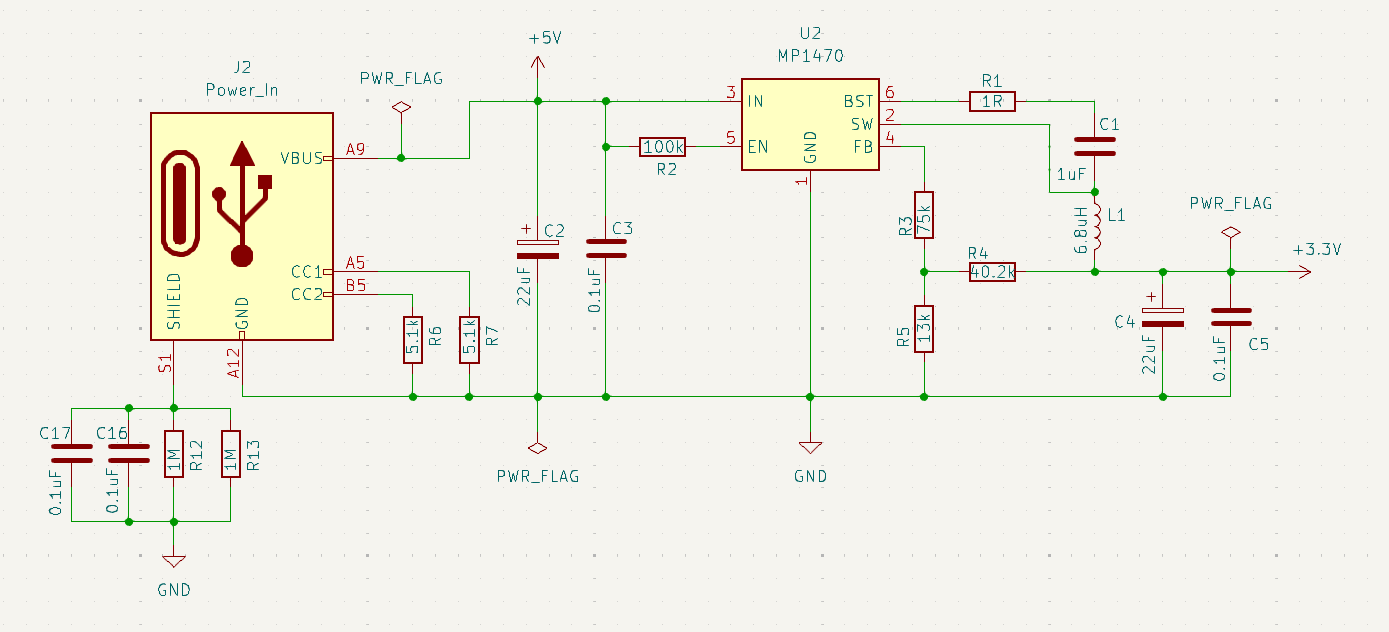 J2
Power_In
VBUS
A9
CC1
A5
CC2
B5
SHIELD
GND
S1
A12
PWR_FLAG
+5V
U2
MP1470
3
IN
BST
6
SW
2
5
EN
GND
FB
4
1
R1
1R
C1
1uF
100k
R2
C2
22uF
C3
0.1uF
R3
75k
L1
6.8uH
R4
40.2k
R5
13k
PWR_FLAG
+3.3V
C4
22uF
C5
0.1uF
5.1k
R6
5.1k
R7
C17
0.1uF
C16
0.1uF
1M
R12
1M
R13
PWR_FLAG
GND
GND